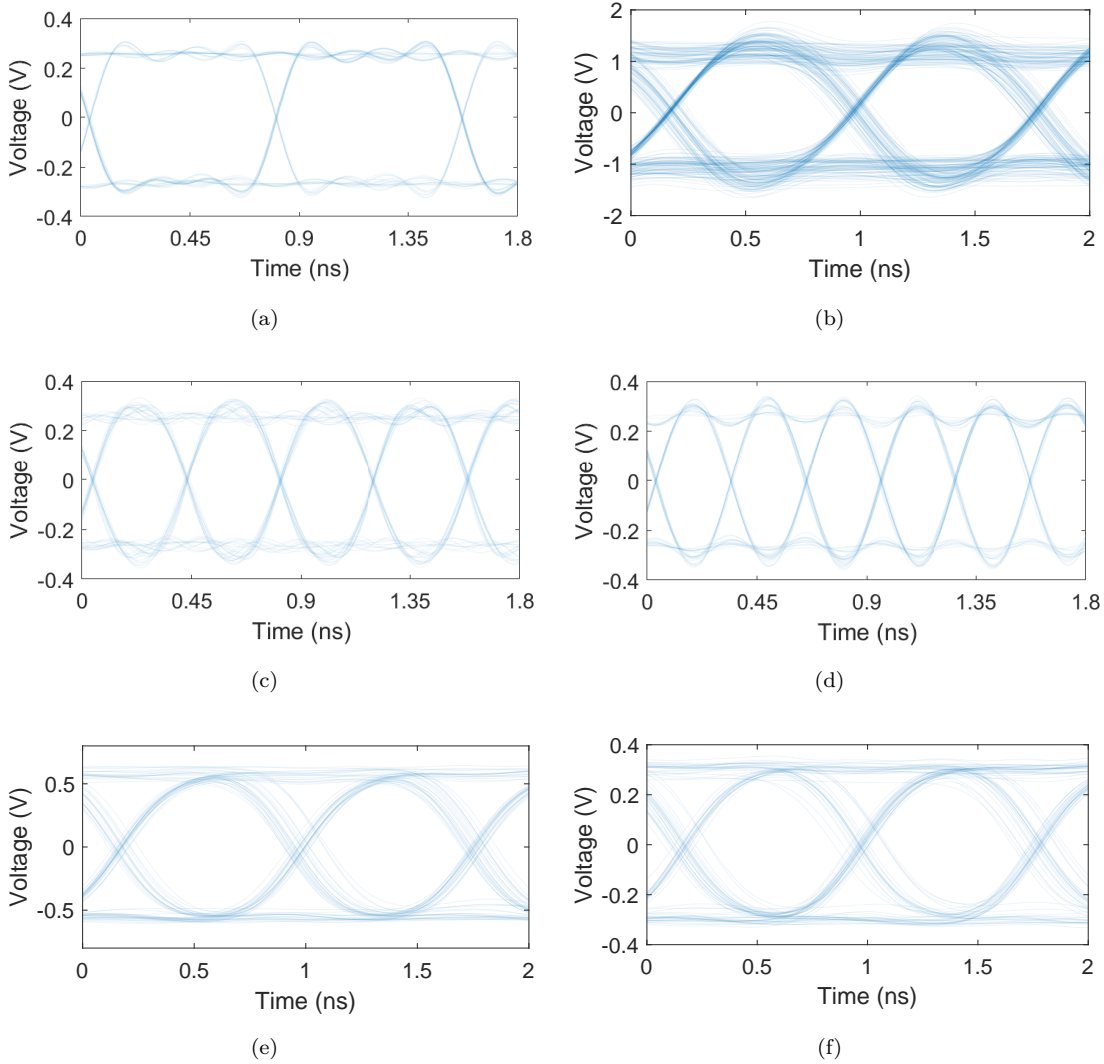 0.4
0.2
0
-0.2
-0.4
Voltage (V)
0 0.45 0.9 1.35 1.8
Time (ns)
(a)
2
1
0
-1
-2
Voltage (V)
0 0.5 1 1.5 2
Time (ns)
(b)
0.4
0.2
0
-0.2
-0.4
Voltage (V)
0 0.45 0.9 1.35 1.8
Time (ns)
(c)
0.4
0.2
0
-0.2
-0.4
Voltage (V)
0 0.45 0.9 1.35 1.8
Time (ns)
(d)
0.5
0
-0.5
Voltage (V)
0 0.5 1 1.5 2
Time (ns)
(e)
0.4
0.2
0
-0.2
-0.4
Voltage (V)
0 0.5 1 1.5 2
Time (ns)
(f)